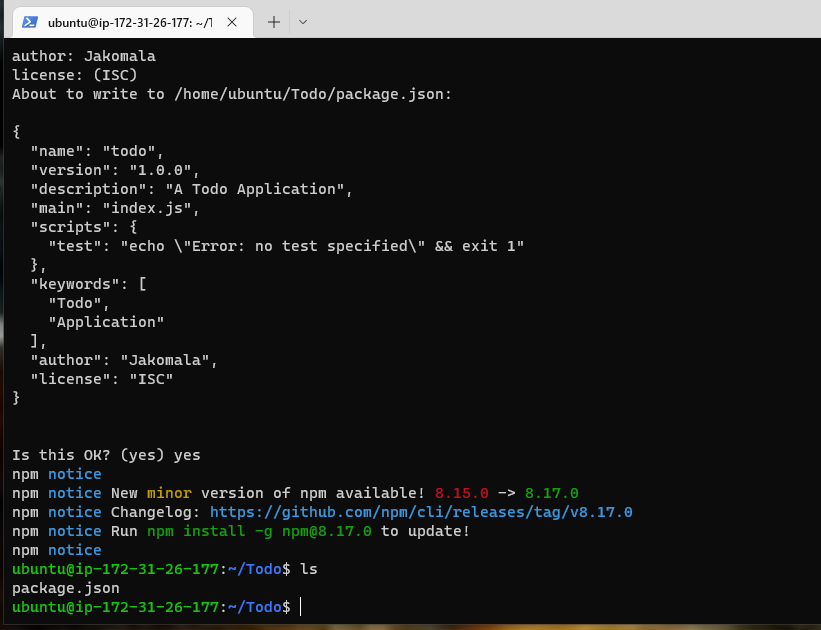 ubuntu@ip-172-31-26-177: ~/T
author: Jakomala
license: (ISC)
About to write to /home/ubuntu/Todo/package.json:
{
  "name": "todo",
  "version": "1.0.0",
  "description": "A Todo Application",
  "main": "index.js",
  "scripts": {
    "test": "echo \"Error: no test specified\" && exit 1"
  },
  "keywords": [
    "Todo",
    "Application"
  ],
  "author": "Jakomala",
  "license": "ISC"
}
Is this OK? (yes) yes
npm notice
npm notice New minor version of npm available! 8.15.0 -> 8.17.0
npm notice Changelog: https://github.com/npm/cli/releases/tag/v8.17.0
npm notice Run npm install -g npm@8.17.0 to update!
npm notice
ubuntu@ip-172-31-26-177:~/Todo$ ls
package.json
ubuntu@ip-172-31-26-177:~/Todo$